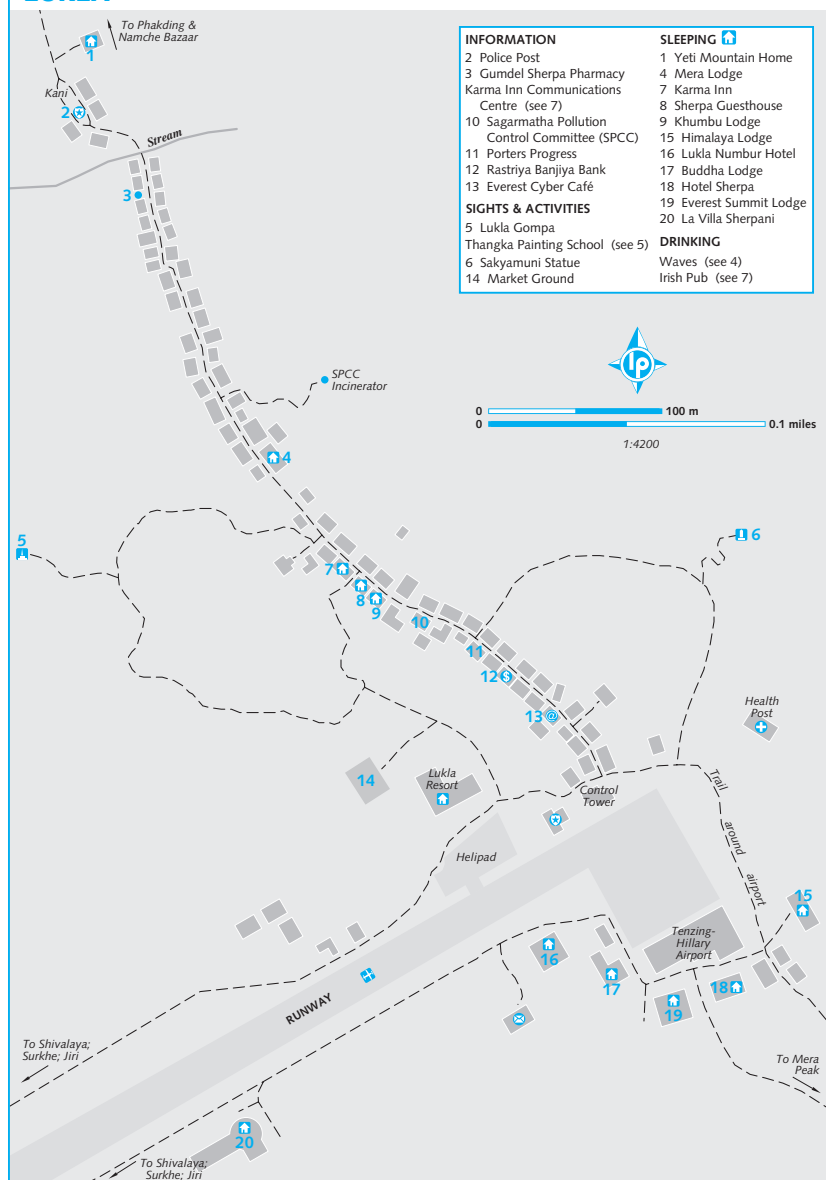 To Phakding &
Namche Bazaar
1
Kani
2
Stream
3
INFORMATION
2 Police Post
3 Gumdel Sherpa Pharmacy
Karma Inn Communications
Centre (see 7)
10 Sagarmatha Pollution
Control Committee (SPCC)
11 Porters Progress
12 Rastriya Banjiya Bank
13 Everest Cyber Café
SIGHTS & ACTIVITIES
5 Lukla Gompa
Thangka Painting School (see 5)
6 Sakyamuni Statue
14 Market Ground
SLEEPING
1 Yeti Mountain Home
4 Mera Lodge
7 Karma Inn
8 Sherpa Guesthouse
9 Khumbu Lodge
15 Himalaya Lodge
16 Lukla Numbur Hotel
17 Buddha Lodge
18 Hotel Sherpa
19 Everest Summit Lodge
20 La Villa Sherpani
DRINKING
Waves (see 4)
Irish Pub (see 7)
lp
0 100 m
0 0.1 miles
1:4200
SPCC
Incinerator
4
5
6
7
8
9
10
11
12 $
13 @
Health
Post
14
Lukla
Resort
Control
Tower
Trail around airport
Helipad
15
Tenzing-
Hillary
Airport
16
17
18
19
RUNWAY
To Shivalaya;
Surkhe; Jiri
To Mera
Peak
20
To Shivalaya;
Surkhe; Jiri